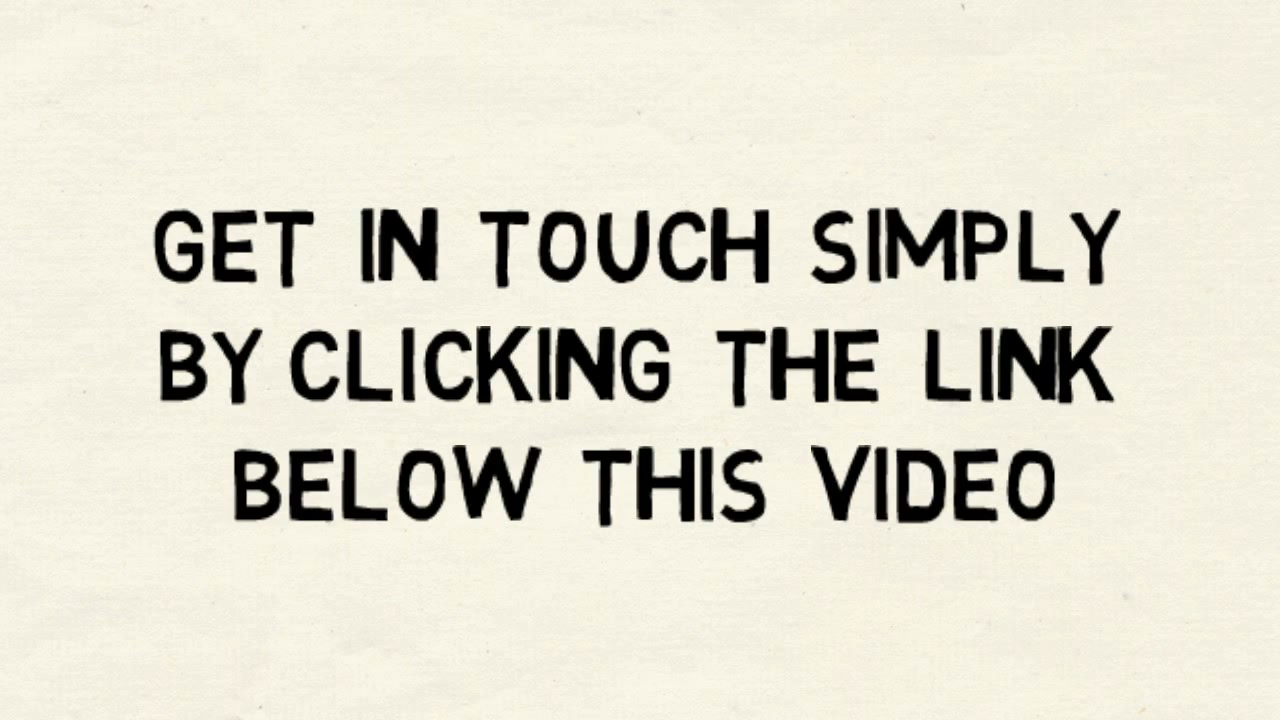 GET IN TOUCH SIMPLY
BY CLICKING THE LINK
BELOW THIS VIDEO